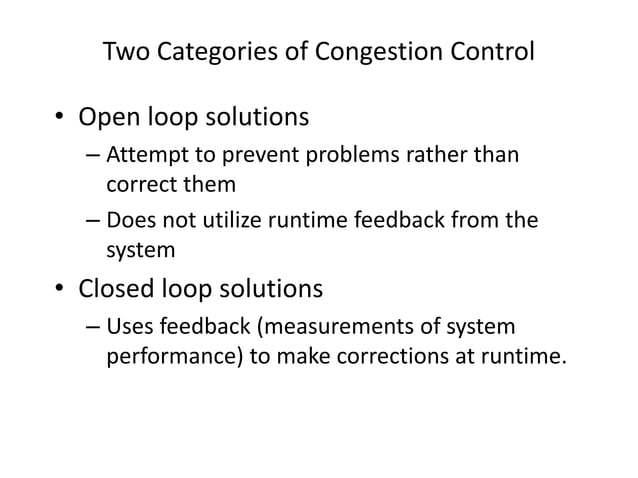 Two Categories of Congestion Control
• Open loop solutions
– Attempt to prevent problems rather than
correct them
– Does not utilize runtime feedback from the
system
• Closed loop solutions
– Uses feedback (measurements of system
performance) to make corrections at runtime.